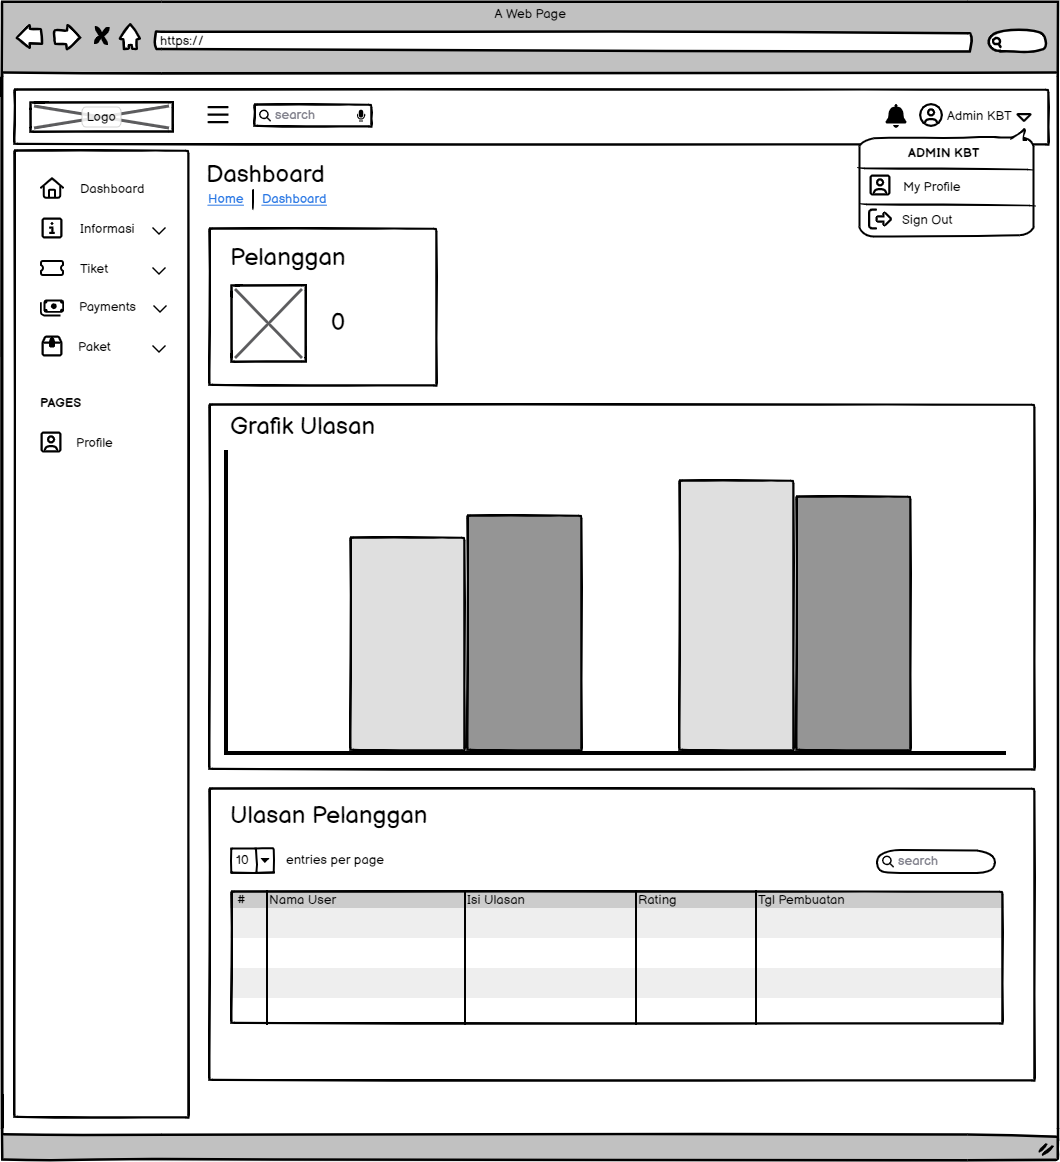 A Web Page
https://
Logo
search
Admin KBT
ADMIN KBT
My Profile
Sign Out
Dashboard
Informasi
Tiket
Payments
Paket
PAGES
Profile
Dashboard
Home Dashboard
Pelanggan
0
Grafik Ulasan
Ulasan Pelanggan
10 entries per page
search
# Nama User Isi Ulasan Rating Tgl Pembuatan